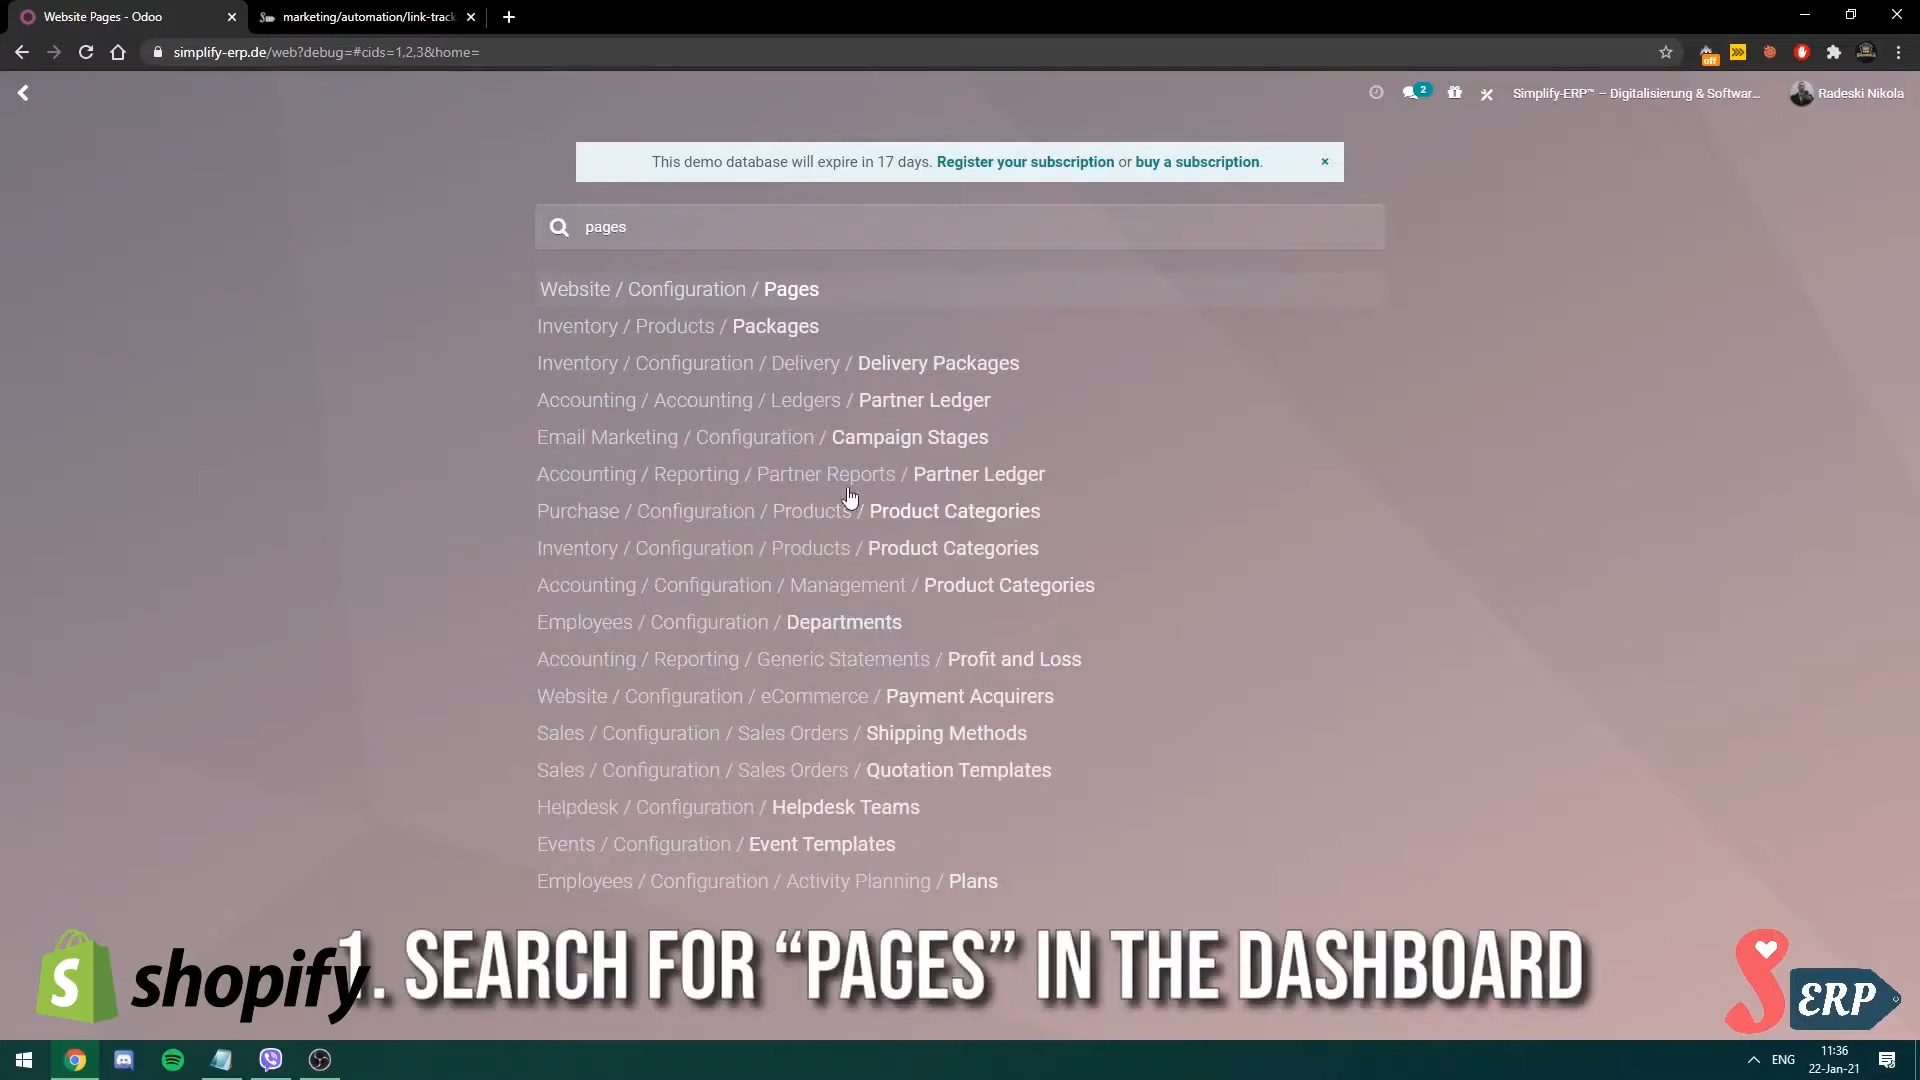 Website Pages - Odoo
marketing/automation/link-track
simplify-erp.de/web?debug=#cids=1,2,3&home=
off
2
Simplify-ERP™ – Digitalisierung & Softwar...
Radeski Nikola
This demo database will expire in 17 days. Register your subscription or buy a subscription.
pages
Website / Configuration / Pages
Inventory / Products / Packages
Inventory / Configuration / Delivery / Delivery Packages
Accounting / Accounting / Ledgers / Partner Ledger
Email Marketing / Configuration / Campaign Stages
Accounting / Reporting / Partner Reports / Partner Ledger
Purchase / Configuration / Products / Product Categories
Inventory / Configuration / Products / Product Categories
Accounting / Configuration / Management / Product Categories
Employees / Configuration / Departments
Accounting / Reporting / Generic Statements / Profit and Loss
Website / Configuration / eCommerce / Payment Acquirers
Sales / Configuration / Sales Orders / Shipping Methods
Sales / Configuration / Sales Orders / Quotation Templates
Helpdesk / Configuration / Helpdesk Teams
Events / Configuration / Event Templates
Employees / Configuration / Activity Planning / Plans
1. SEARCH FOR “PAGES” IN THE DASHBOARD
S shopify
S ERP
ENG
11:36
22-Jan-21